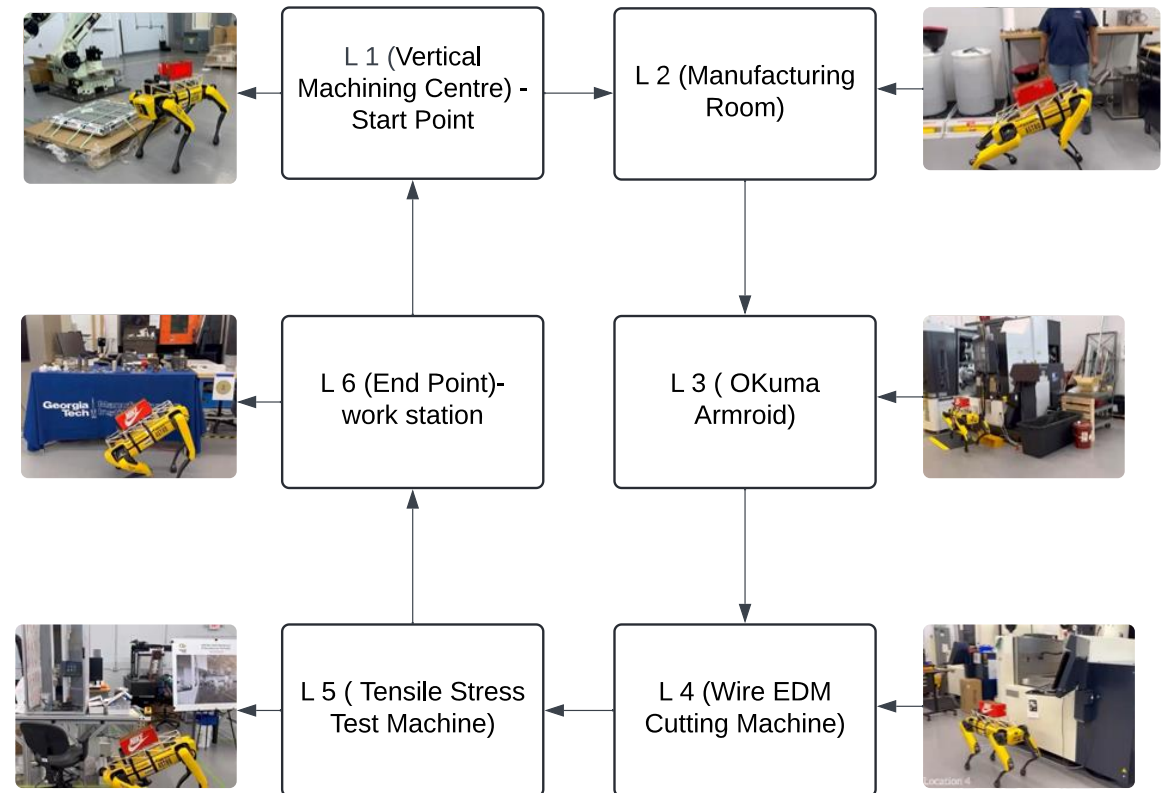 L 1 (Vertical
Machining Centre) -
Start Point
L 2 (Manufacturing
Room)
L 6 (End Point)-
work station
L 3 ( OKuma
Armroid)
L 5 ( Tensile Stress
Test Machine)
L 4 (Wire EDM
Cutting Machine)
Georgia
Tech
Location 4